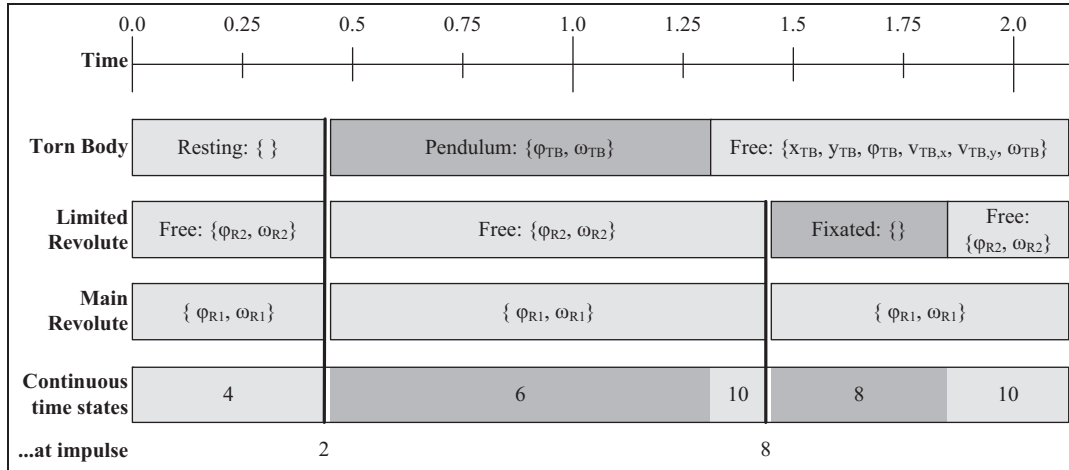 0.0 0.25 0.5 0.75 1.0 1.25 1.5 1.75 2.0
Time
Torn Body
Resting: { }
Pendulum: {φTB, ωTB}
Free: {xTB, yTB, φTB, vTB,x, vTB,y, ωTB}
Limited
Revolute
Free: {φR2, ωR2}
Free: {φR2, ωR2}
Fixated: {}
Free:
{φR2, ωR2}
Main
Revolute
{ φR1, ωR1}
{ φR1, ωR1}
{ φR1, ωR1}
Continuous
time states
4 6 10 8 10
...at impulse 2 8